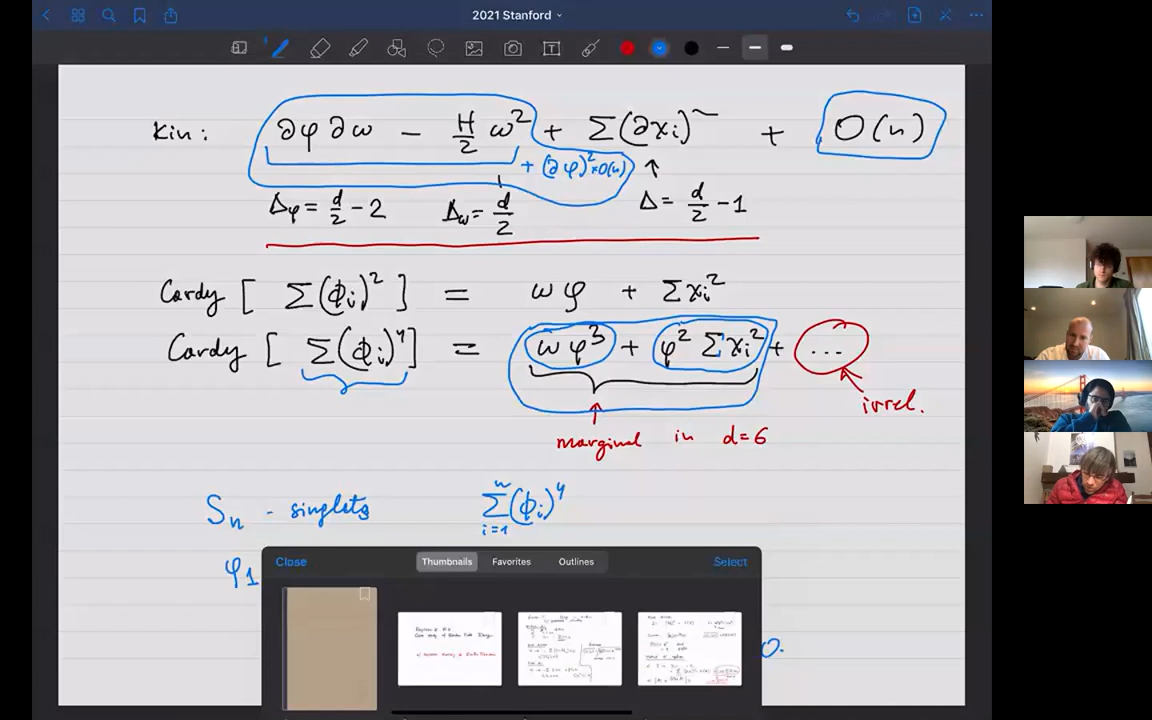 2021 Stanford
Kin: ∂φ ∂ω − H/2 ω² + Σ(∂χi)² + O(n)
+ (∂φ)² × O(n)
Δφ = d/2 − 2 Δω = d/2 Δ = d/2 − 1
Cardy [ Σ(ϕi)² ] = ωφ + Σχi²
Cardy [ Σ(ϕi)⁴ ] = ωφ³ + φ² Σχi² + ...
irrel.
marginal in d=6
Sn - singlets Σ i=1 n (ϕi)⁴
φ1
Close Thumbnails Favorites Outlines Select
0.